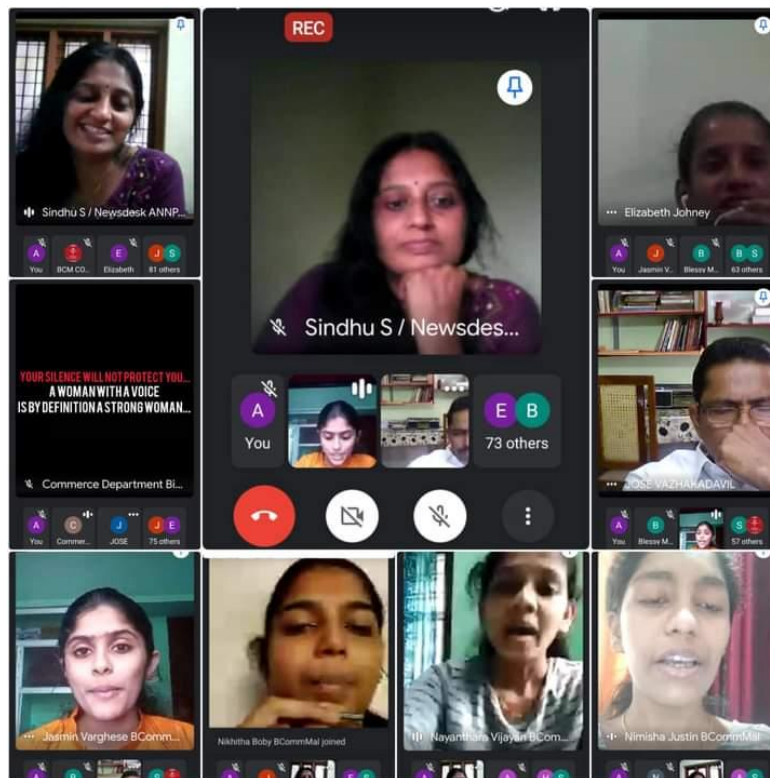 REC
Sindhu S / Newsdesk ANNP...
A
BCM CO...
E
J S
You
Elizabeth
81 others
Sindhu S / Newsdes...
A
You
E B
73 others
Elizabeth Johney
A
J
B
B S
You
Jasmin V...
Blessy M...
63 others
YOUR SILENCE WILL NOT PROTECT YOU...
A WOMAN WITH A VOICE
IS BY DEFINITION A STRONG WOMAN...
Commerce Department Bi...
A
C
J
J E
You
Commer...
JOSE
75 others
JOSE VAZHAKADAVIL
A
B
S
You
Blessy M...
57 others
Jasmin Varghese BComm...
Nikhitha Boby BCommMal joined
Nayanthara Vijayan BCom...
Nimisha Justin BCommMal